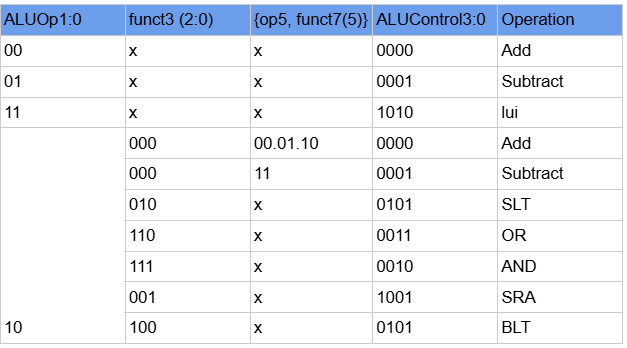 ALUOp1:0 funct3 (2:0) {op5, funct7(5)} ALUControl3:0 Operation
00 x x 0000 Add
01 x x 0001 Subtract
11 x x 1010 lui
000 00.01.10 0000 Add
000 11 0001 Subtract
010 x 0101 SLT
110 x 0011 OR
111 x 0010 AND
001 x 1001 SRA
10 100 x 0101 BLT